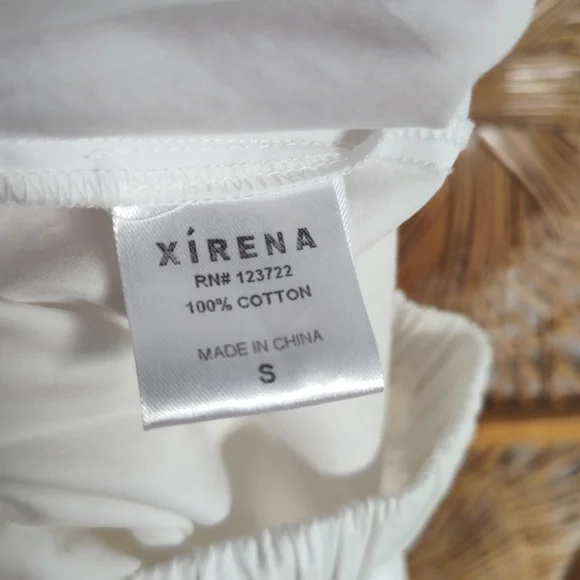 XÍRENA
RN# 123722
100% COTTON
MADE IN CHINA
S